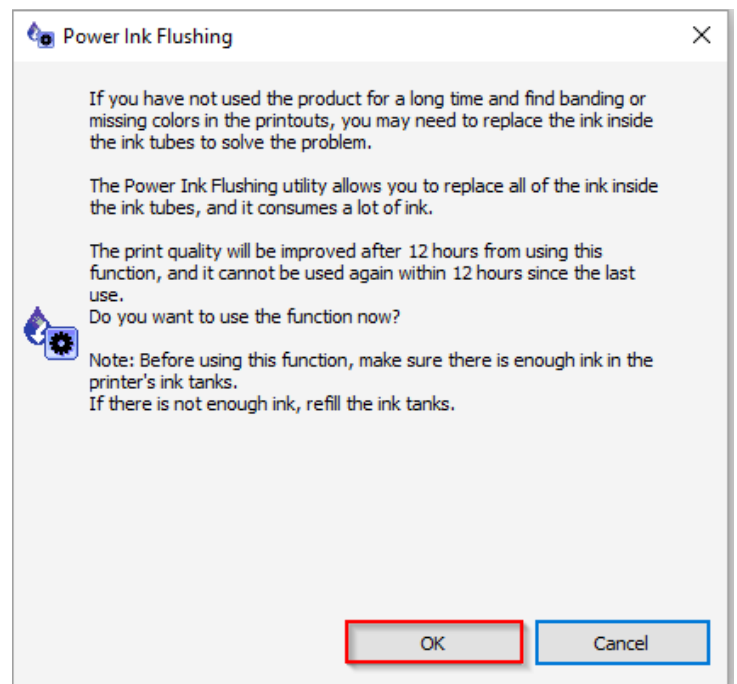 Power Ink Flushing
If you have not used the product for a long time and find banding or
missing colors in the printouts, you may need to replace the ink inside
the ink tubes to solve the problem.
The Power Ink Flushing utility allows you to replace all of the ink inside
the ink tubes, and it consumes a lot of ink.
The print quality will be improved after 12 hours from using this
function, and it cannot be used again within 12 hours since the last
use.
Do you want to use the function now?
Note: Before using this function, make sure there is enough ink in the
printer's ink tanks.
If there is not enough ink, refill the ink tanks.
OK
Cancel